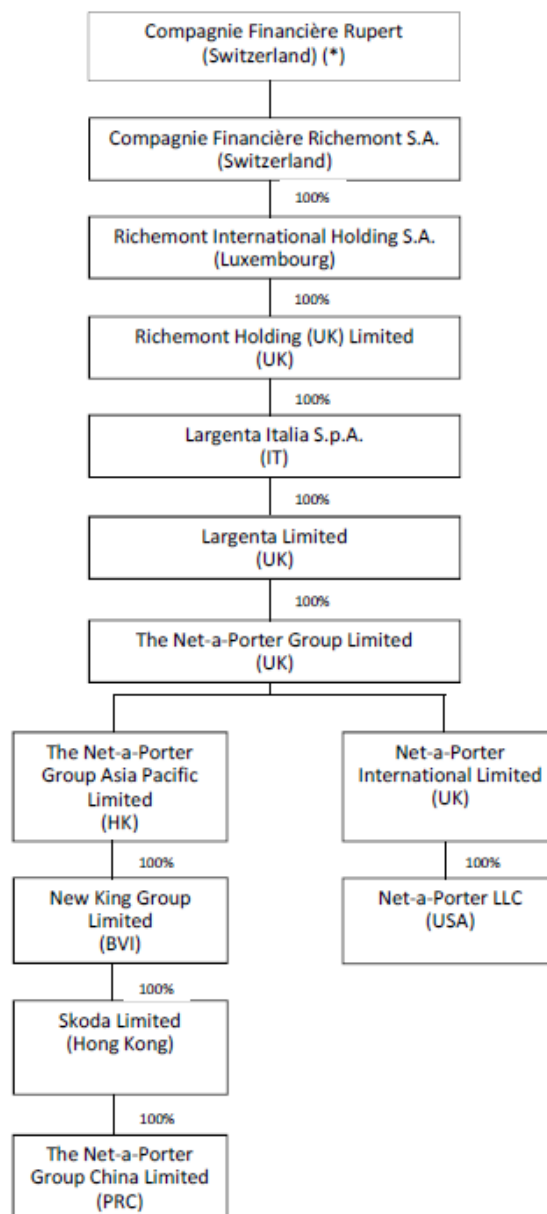 Compagnie Financière Rupert
(Switzerland) (*)
Compagnie Financière Richemont S.A.
(Switzerland)
100%
Richemont International Holding S.A.
(Luxembourg)
100%
Richemont Holding (UK) Limited
(UK)
100%
Largenta Italia S.p.A.
(IT)
100%
Largenta Limited
(UK)
100%
The Net-a-Porter Group Limited
(UK)
The Net-a-Porter
Group Asia Pacific
Limited
(HK)
100%
New King Group
Limited
(BVI)
100%
Skoda Limited
(Hong Kong)
100%
The Net-a-Porter
Group China Limited
(PRC)
Net-a-Porter
International Limited
(UK)
100%
Net-a-Porter LLC
(USA)